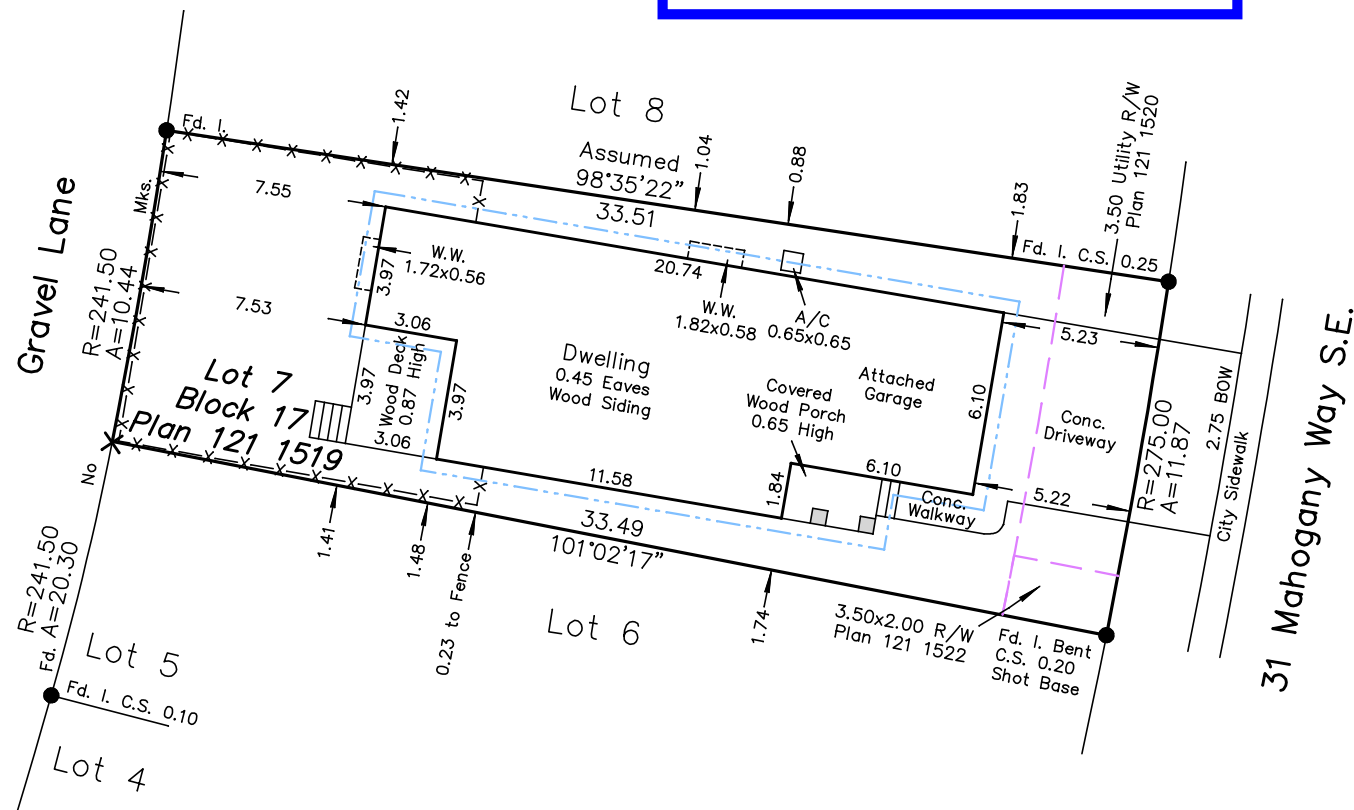 Lot 8
Assumed
98°35'22"
33.51
1.42
1.04
0.88
1.83
3.50 Utility R/W
Plan 121 1520
Fd. I.
Fd. I. C.S. 0.25
Gravel Lane
Mks.
R=241.50
A=10.44
7.55
7.53
W.W.
1.72x0.56
3.97
3.06
Wood Deck
0.87 High
3.97
3.97
3.06
20.74
W.W.
1.82x0.58
A/C
0.65x0.65
Dwelling
0.45 Eaves
Wood Siding
Covered
Wood Porch
0.65 High
Attached
Garage
6.10
6.10
1.84
11.58
5.23
Conc.
Driveway
5.22
Conc.
Walkway
R=275.00
A=11.87
2.75 BOW
City Sidewalk
31 Mahogany Way S.E.
Lot 7
Block 17
Plan 121 1519
No
33.49
101°02'17"
1.41
1.48
0.23 to Fence
1.74
Lot 6
3.50x2.00 R/W
Plan 121 1522
Fd. I. Bent
C.S. 0.20
Shot Base
R=241.50
A=20.30
Fd.
Lot 5
Fd. I. C.S. 0.10
Lot 4